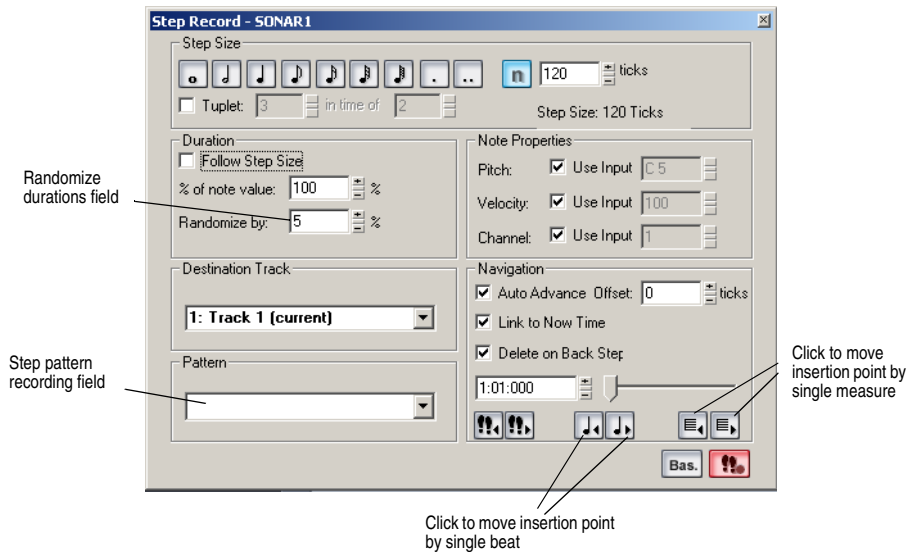 Step Record - SONAR1
Step Size
n
120
ticks
Tuplet:
3
in time of
2
Step Size: 120 Ticks
Duration
Follow Step Size
% of note value:
100
%
Randomize by:
5
%
Randomize
durations field
Note Properties
Pitch:
Use Input
C 5
Velocity:
Use Input
100
Channel:
Use Input
1
Destination Track
1: Track 1 (current)
Navigation
Auto Advance
Offset:
0
ticks
Link to Now Time
Delete on Back Step
1:01:000
Pattern
Step pattern
recording field
Click to move
insertion point by
single measure
Bas.
Click to move insertion point
by single beat